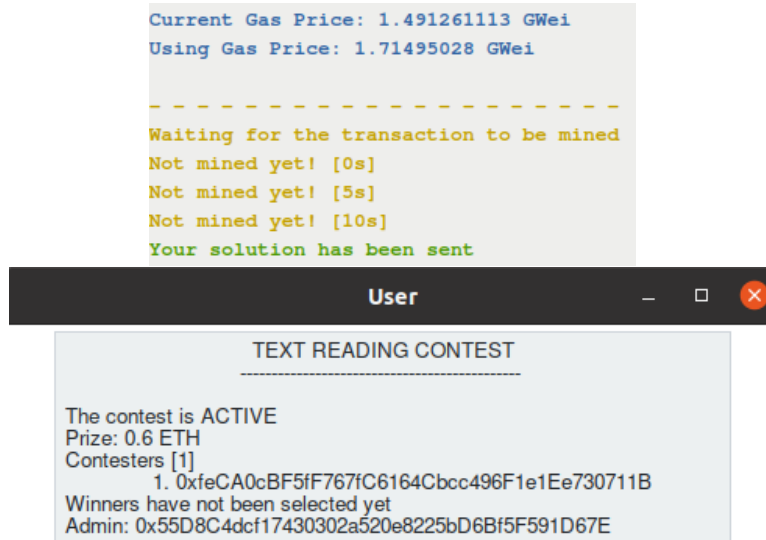 Current Gas Price: 1.491261113 GWei
Using Gas Price: 1.71495028 GWei
- - - - - - - - - - - - - - - - - - - -
Waiting for the transaction to be mined
Not mined yet! [0s]
Not mined yet! [5s]
Not mined yet! [10s]
Your solution has been sent
User
TEXT READING CONTEST
---------------------------------------------
The contest is ACTIVE
Prize: 0.6 ETH
Contesters [1]
1. 0xfeCA0cBF5fF767fC6164Cbcc496F1e1Ee730711B
Winners have not been selected yet
Admin: 0x55D8C4dcf17430302a520e8225bD6Bf5F591D67E